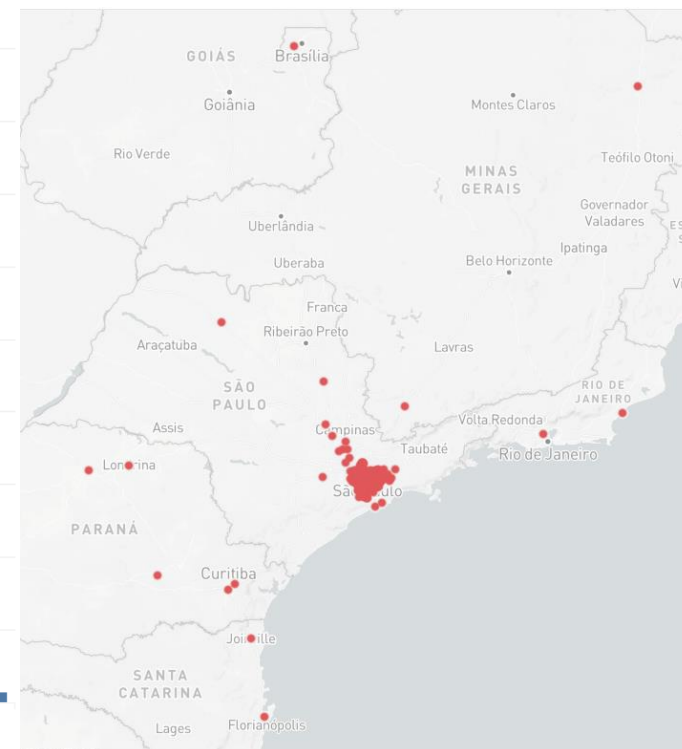 GOIÁS
Brasília
Goiânia
Montes Claros
Rio Verde
Teófilo Otoni
MINAS
GERAIS
Governador
Valadares
Uberlândia
Ipatinga
Belo Horizonte
Uberaba
Franca
Ribeirão Preto
Araçatuba
Lavras
SÃO
PAULO
RIO DE
JANEIRO
Volta Redonda
Campinas
Assis
Taubaté
Rio de Janeiro
Londrina
São Paulo
PARANÁ
Curitiba
Joinville
SANTA
CATARINA
Lages
Florianópolis